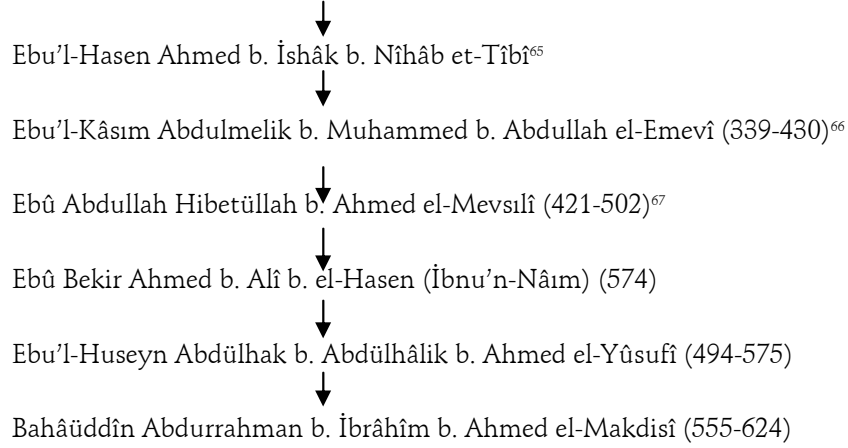 Ebu’l-Hasen Ahmed b. İshâk b. Nîhâb et-Tîbî⁶⁵
Ebu’l-Kâsım Abdulmelik b. Muhammed b. Abdullah el-Emevî (339-430)⁶⁶
Ebû Abdullah Hibetüllah b. Ahmed el-Mevsılî (421-502)⁶⁷
Ebû Bekir Ahmed b. Alî b. el-Hasen (İbnu’n-Nâım) (574)
Ebu’l-Huseyn Abdülhak b. Abdülhâlik b. Ahmed el-Yûsufî (494-575)
Bahâüddîn Abdurrahman b. İbrâhîm b. Ahmed el-Makdisî (555-624)